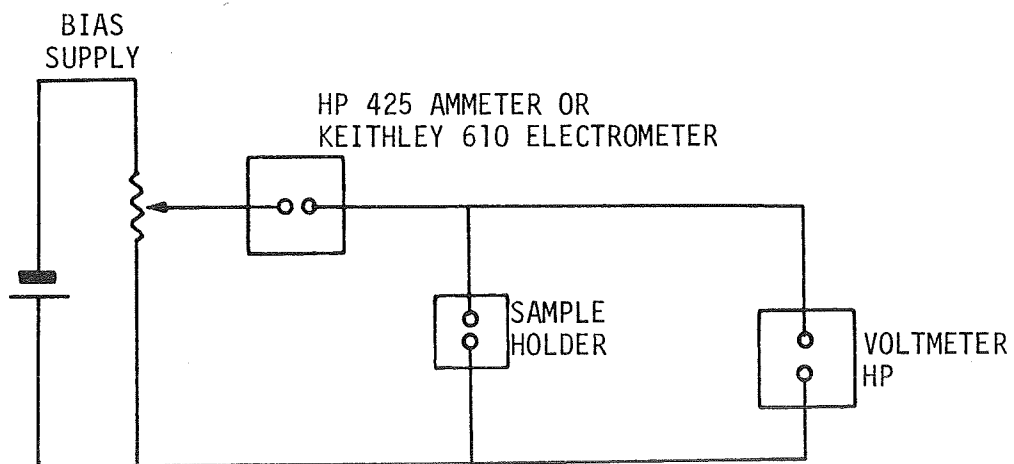 BIAS
SUPPLY
HP 425 AMMETER OR
KEITHLEY 610 ELECTROMETER
SAMPLE
HOLDER
VOLTMETER
HP